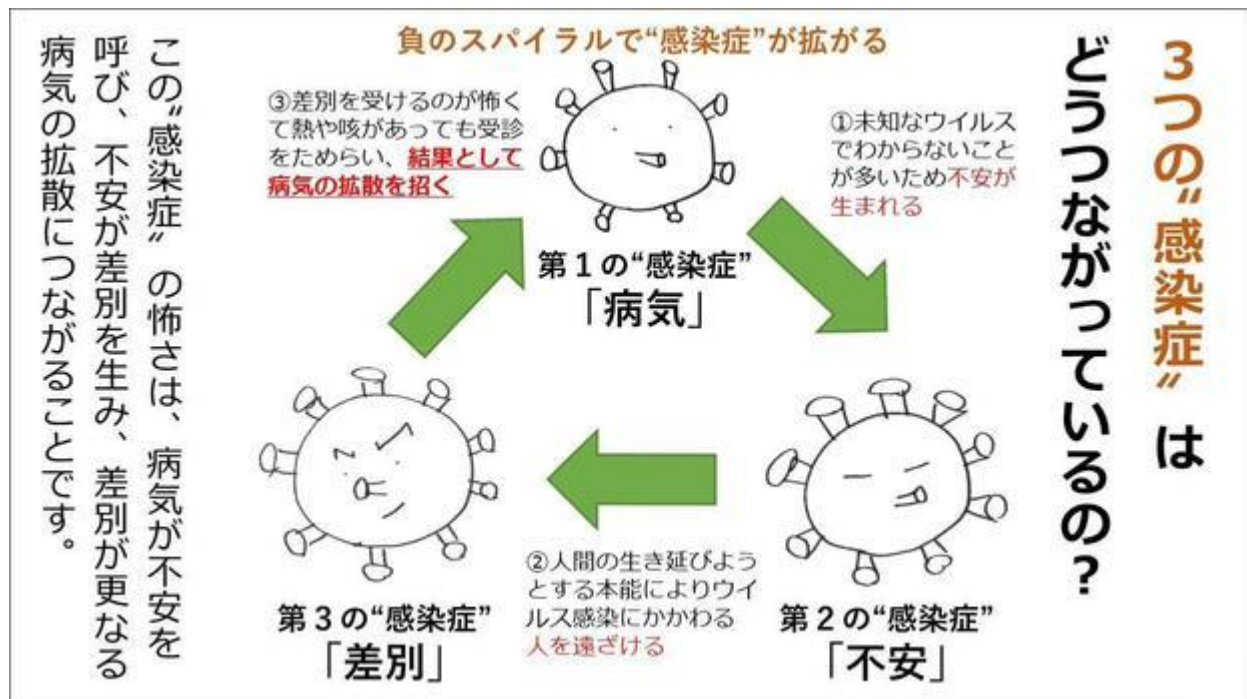 3つの“感染症”は
どうつながっているの？
負のスパイラルで“感染症”が拡がる
第1の“感染症”
「病気」
①未知なウイルス
でわからないこと
が多いため不安が
生まれる
第2の“感染症”
「不安」
②人間の生き延びよう
とする本能によりウイ
ルス感染にかかわる
人を遠ざける
第3の“感染症”
「差別」
③差別を受けるのが怖く
て熱や咳があっても受診
をためらい、結果として
病気の拡散を招く
この“感染症”の怖さは、病気が不安を
呼び、不安が差別を生み、差別が更なる
病気の拡散につながることです。